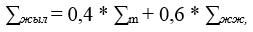 ∑жыл = 0,4 * ∑m + 0,6 * ∑жж,